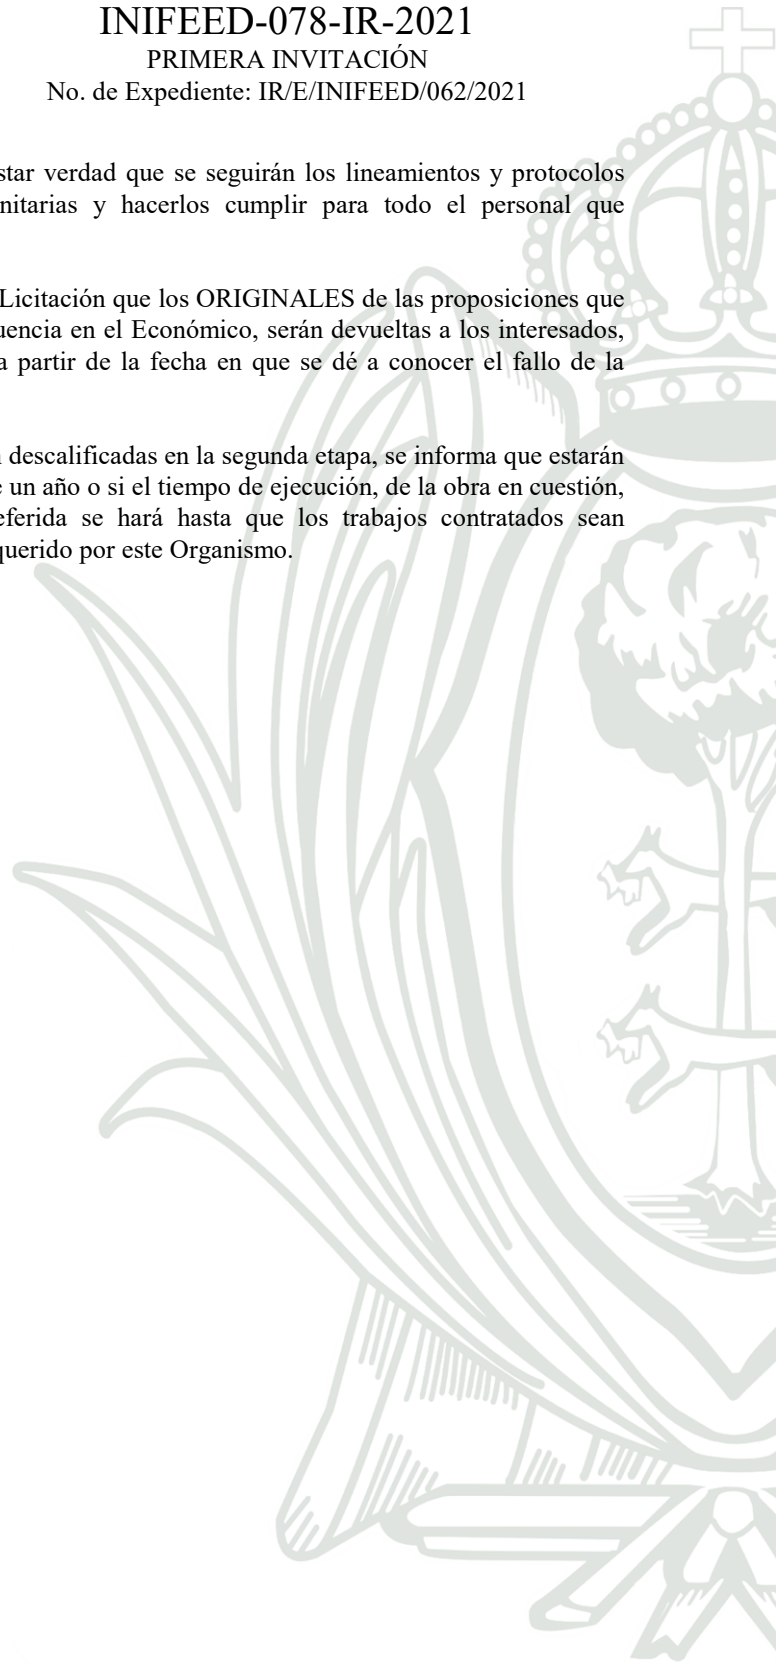 INIFEED-078-IR-2021
PRIMERA INVITACIÓN
No. de Expediente: IR/E/INIFEED/062/2021
star verdad que se seguirán los lineamientos y protocolos
nitarias y hacerlos cumplir para todo el personal que
Licitación que los ORIGINALES de las proposiciones que
uencia en el Económico, serán devueltas a los interesados,
a partir de la fecha en que se dé a conocer el fallo de la
descalificadas en la segunda etapa, se informa que estarán
e un año o si el tiempo de ejecución, de la obra en cuestión,
eferida se hará hasta que los trabajos contratados sean
querido por este Organismo.